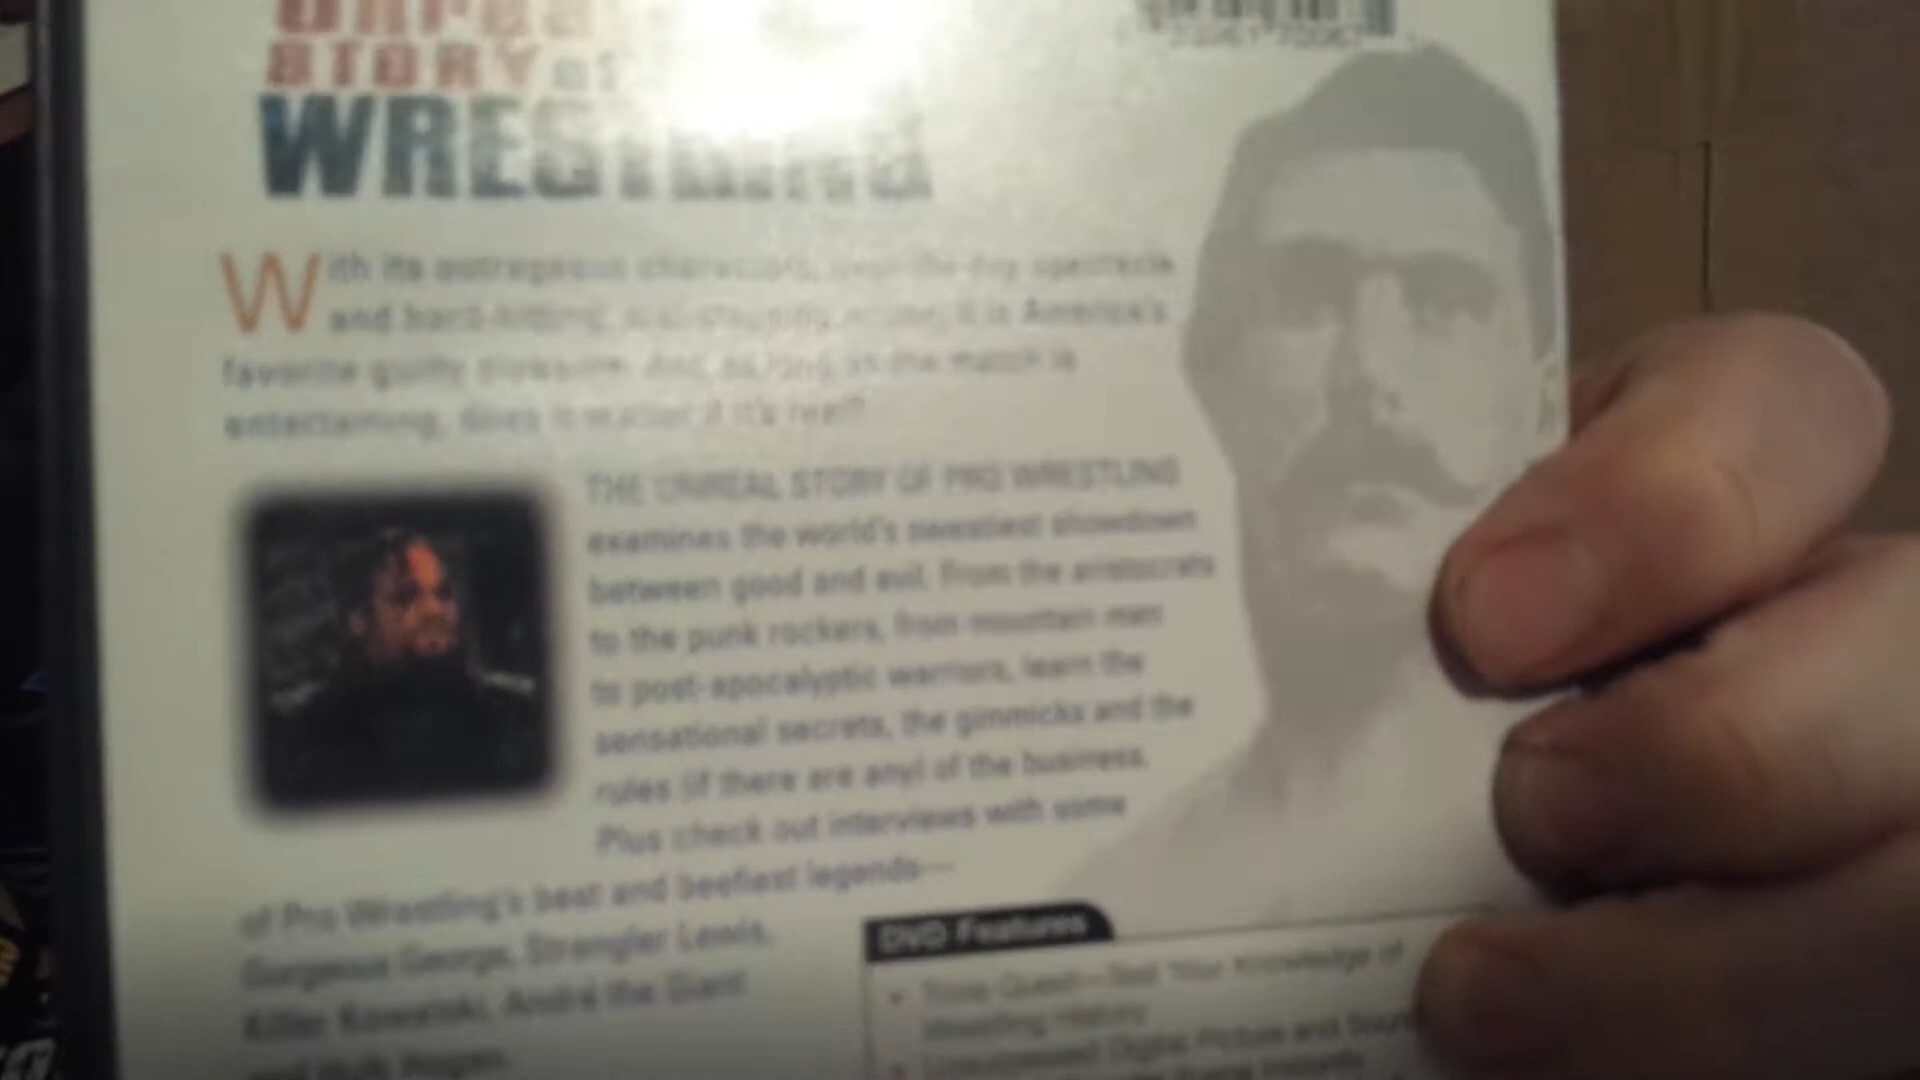 UNREAL
STORY of
WRESTLING
With its outrageous characters, over-the-top spectacle
and hard-hitting, action, it is America's
favorite guilty pleasure. And, as long as the match is
entertaining, does it matter if it's real?
THE UNREAL STORY OF PRO WRESTLING
examines the world's sweatiest showdown
between good and evil. From the aristocrats
to the punk rockers, from mountain men
to post-apocalyptic warriors, learn the
sensational secrets, the gimmicks and the
rules (if there are any) of the business.
Plus check out interviews with some
of Pro Wrestling's best and beefiest legends—
Gorgeous George, Strangler Lewis,
Killer Kowalski, André the Giant
and Hulk Hogan.
DVD Features
• Trivia Quest—Test Your Knowledge of
Wrestling History
• Unsurpassed Digital Picture and Sound